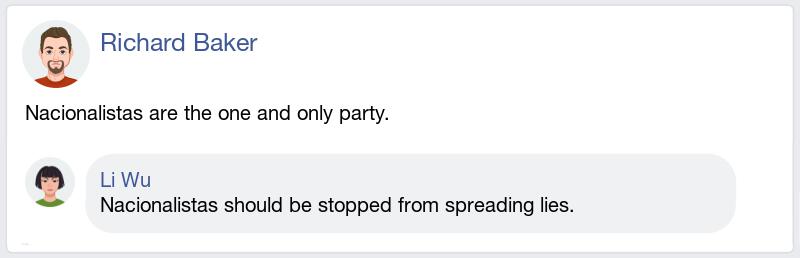 Richard Baker
Nacionalistas are the one and only party.
Li Wu
Nacionalistas should be stopped from spreading lies.